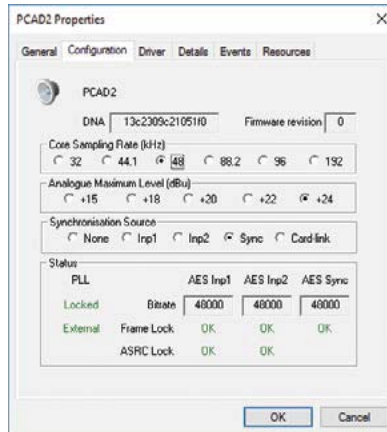 PCAD2 Properties
General Configuration Driver Details Events Resources
PCAD2
DNA 13c2309c21051f0 Firmware revision 0
Core Sampling Rate (kHz)
32 44.1 48 88.2 96 192
Analogue Maximum Level (dBu)
+15 +18 +20 +22 +24
Synchronisation Source
None Inp1 Inp2 Sync Card-link
Status
PLL AES Inp1 AES Inp2 AES Sync
Locked Bitrate 48000 48000 48000
External Frame Lock OK OK OK
ASRC Lock OK OK
OK Cancel